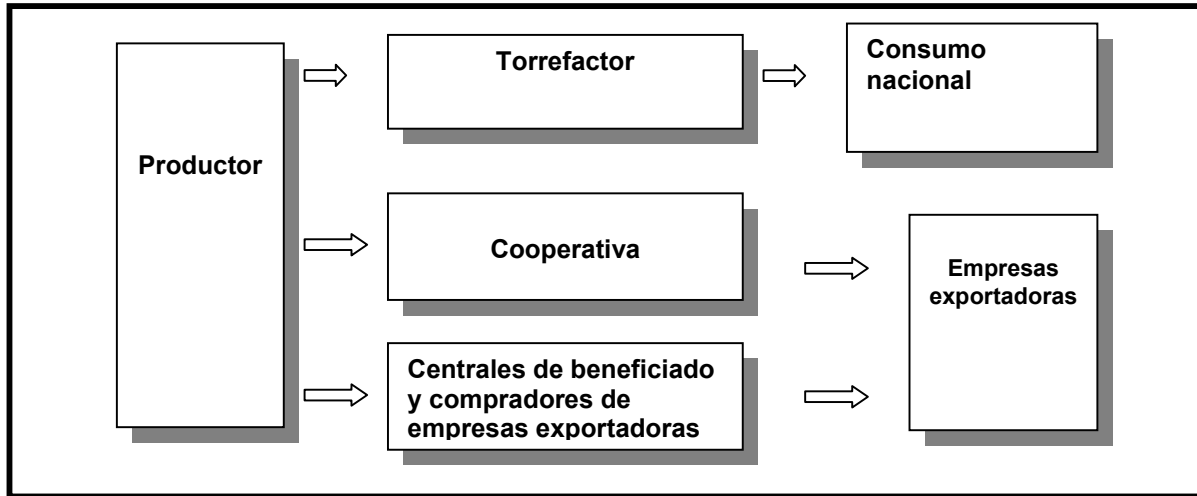 Productor
Torrefactor
Consumo
nacional
Cooperativa
Empresas
exportadoras
Centrales de beneficiado
y compradores de
empresas exportadoras